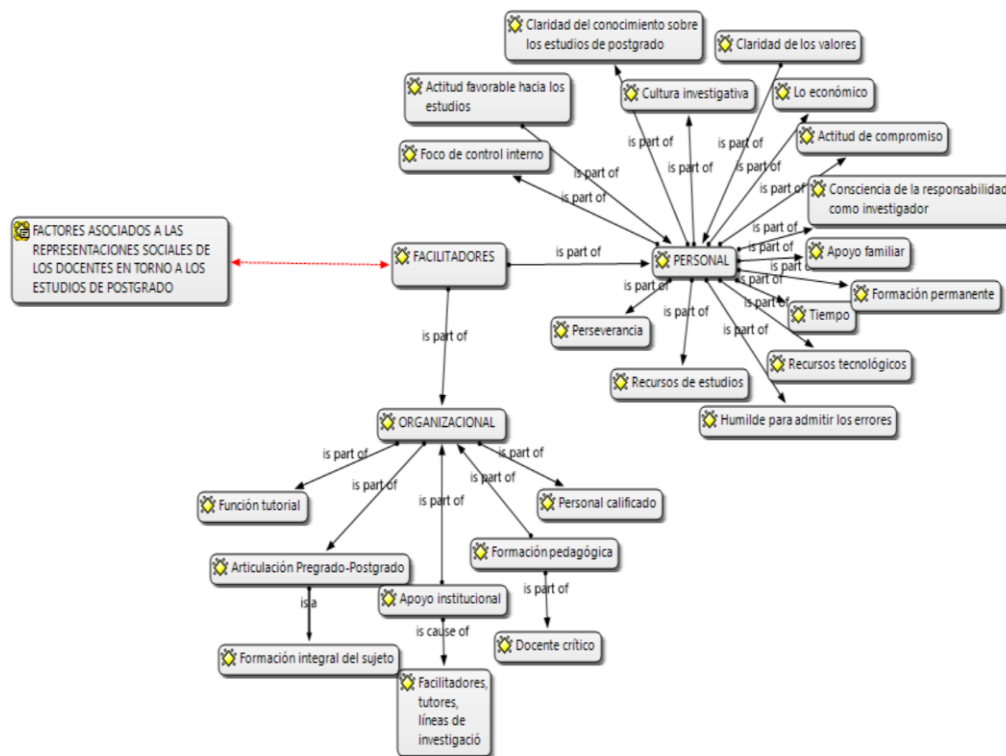 Claridad del conocimiento sobre
los estudios de postgrado
Claridad de los valores
Actitud favorable hacia los
estudios
Cultura investigativa
Lo económico
is part of
is part of
is part of
is part of
is part of
Actitud de compromiso
Foco de control interno
is part of
is part of
Consciencia de la responsabilidad
como investigador
is part of
FACTORES ASOCIADOS A LAS
REPRESENTACIONES SOCIALES DE
LOS DOCENTES EN TORNO A LOS
ESTUDIOS DE POSTGRADO
FACILITADORES
is part of
PERSONAL
is part of
Apoyo familiar
is part of
is part of
is part of
Formación permanente
Perseverancia
is part of
is part of
is part of
Tiempo
is part of
Recursos tecnológicos
Recursos de estudios
Humilde para admitir los errores
ORGANIZACIONAL
is part of
is part of
is part of
is part of
is part of
Función tutorial
Personal calificado
Articulación Pregrado-Postgrado
Formación pedagógica
is a
Apoyo institucional
is part of
is cause of
Formación integral del sujeto
Docente crítico
Facilitadores,
tutores,
líneas de
investigació